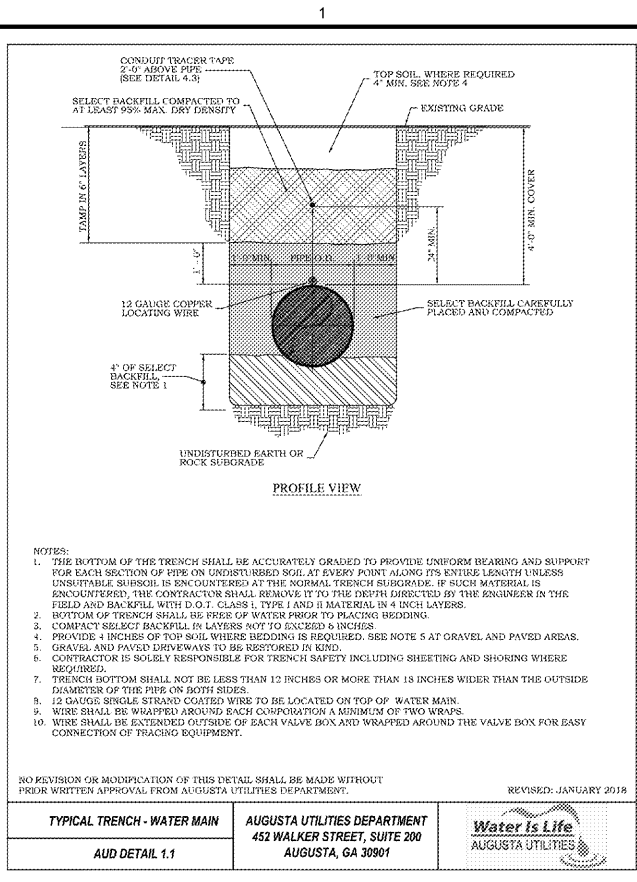 1
CONDUIT TRACER TAPE
2'-0" ABOVE PIPE
(SEE DETAIL 4.3)
TOP SOIL, WHERE REQUIRED
4" MIN. SEE NOTE 4
SELECT BACKFILL COMPACTED TO
AT LEAST 95% MAX. DRY DENSITY
EXISTING GRADE
TAMP IN 6" LAYERS
4'-0" MIN. COVER
24" MIN.
1'-0"
1'-0" MIN. PIPE O.D. 1'-0" MIN.
12 GAUGE COPPER
LOCATING WIRE
SELECT BACKFILL CAREFULLY
PLACED AND COMPACTED
4" OF SELECT
BACKFILL,
SEE NOTE 1
UNDISTURBED EARTH OR
ROCK SUBGRADE
PROFILE VIEW
NOTES:
1. THE BOTTOM OF THE TRENCH SHALL BE ACCURATELY GRADED TO PROVIDE UNIFORM BEARING AND SUPPORT
FOR EACH SECTION OF PIPE ON UNDISTURBED SOIL AT EVERY POINT ALONG ITS ENTIRE LENGTH UNLESS
UNSUITABLE SUBSOIL IS ENCOUNTERED AT THE NORMAL TRENCH SUBGRADE. IF SUCH MATERIAL IS
ENCOUNTERED, THE CONTRACTOR SHALL REMOVE IT TO THE DEPTH DIRECTED BY THE ENGINEER IN THE
FIELD AND BACKFILL WITH D.O.T. CLASS I, TYPE I AND II MATERIAL IN 4 INCH LAYERS.
2. BOTTOM OF TRENCH SHALL BE FREE OF WATER PRIOR TO PLACING BEDDING.
3. COMPACT SELECT BACKFILL IN LAYERS NOT TO EXCEED 6 INCHES.
4. PROVIDE 4 INCHES OF TOP SOIL WHERE BEDDING IS REQUIRED. SEE NOTE 5 AT GRAVEL AND PAVED AREAS.
5. GRAVEL AND PAVED DRIVEWAYS TO BE RESTORED IN KIND.
6. CONTRACTOR IS SOLELY RESPONSIBLE FOR TRENCH SAFETY INCLUDING SHEETING AND SHORING WHERE
REQUIRED.
7. TRENCH BOTTOM SHALL NOT BE LESS THAN 12 INCHES OR MORE THAN 18 INCHES WIDER THAN THE OUTSIDE
DIAMETER OF THE PIPE ON BOTH SIDES.
8. 12 GAUGE SINGLE STRAND COATED WIRE TO BE LOCATED ON TOP OF WATER MAIN.
9. WIRE SHALL BE WRAPPED AROUND EACH CORPORATION A MINIMUM OF TWO WRAPS.
10. WIRE SHALL BE EXTENDED OUTSIDE OF EACH VALVE BOX AND WRAPPED AROUND THE VALVE BOX FOR EASY
CONNECTION OF TRACING EQUIPMENT.
NO REVISION OR MODIFICATION OF THIS DETAIL SHALL BE MADE WITHOUT
PRIOR WRITTEN APPROVAL FROM AUGUSTA UTILITIES DEPARTMENT.
REVISED: JANUARY 2018
TYPICAL TRENCH - WATER MAIN
AUD DETAIL 1.1
AUGUSTA UTILITIES DEPARTMENT
452 WALKER STREET, SUITE 200
AUGUSTA, GA 30901
Water Is Life
AUGUSTA UTILITIES